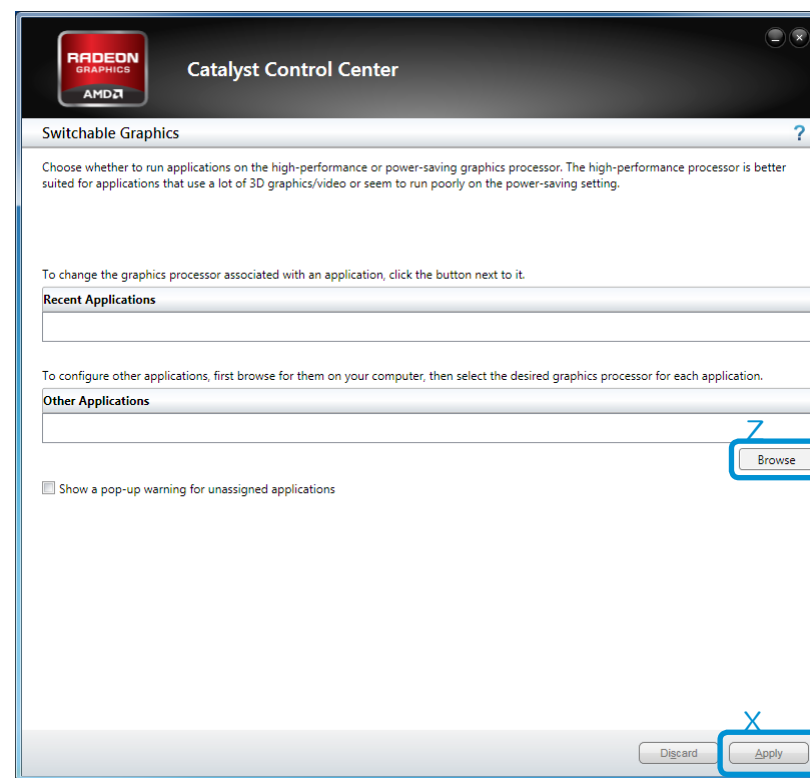 RADEON
GRAPHICS
AMD
Catalyst Control Center
Switchable Graphics
?
Choose whether to run applications on the high-performance or power-saving graphics processor. The high-performance processor is better
suited for applications that use a lot of 3D graphics/video or seem to run poorly on the power-saving setting.
To change the graphics processor associated with an application, click the button next to it.
Recent Applications
To configure other applications, first browse for them on your computer, then select the desired graphics processor for each application.
Other Applications
Z
Browse
Show a pop-up warning for unassigned applications
X
Discard
Apply